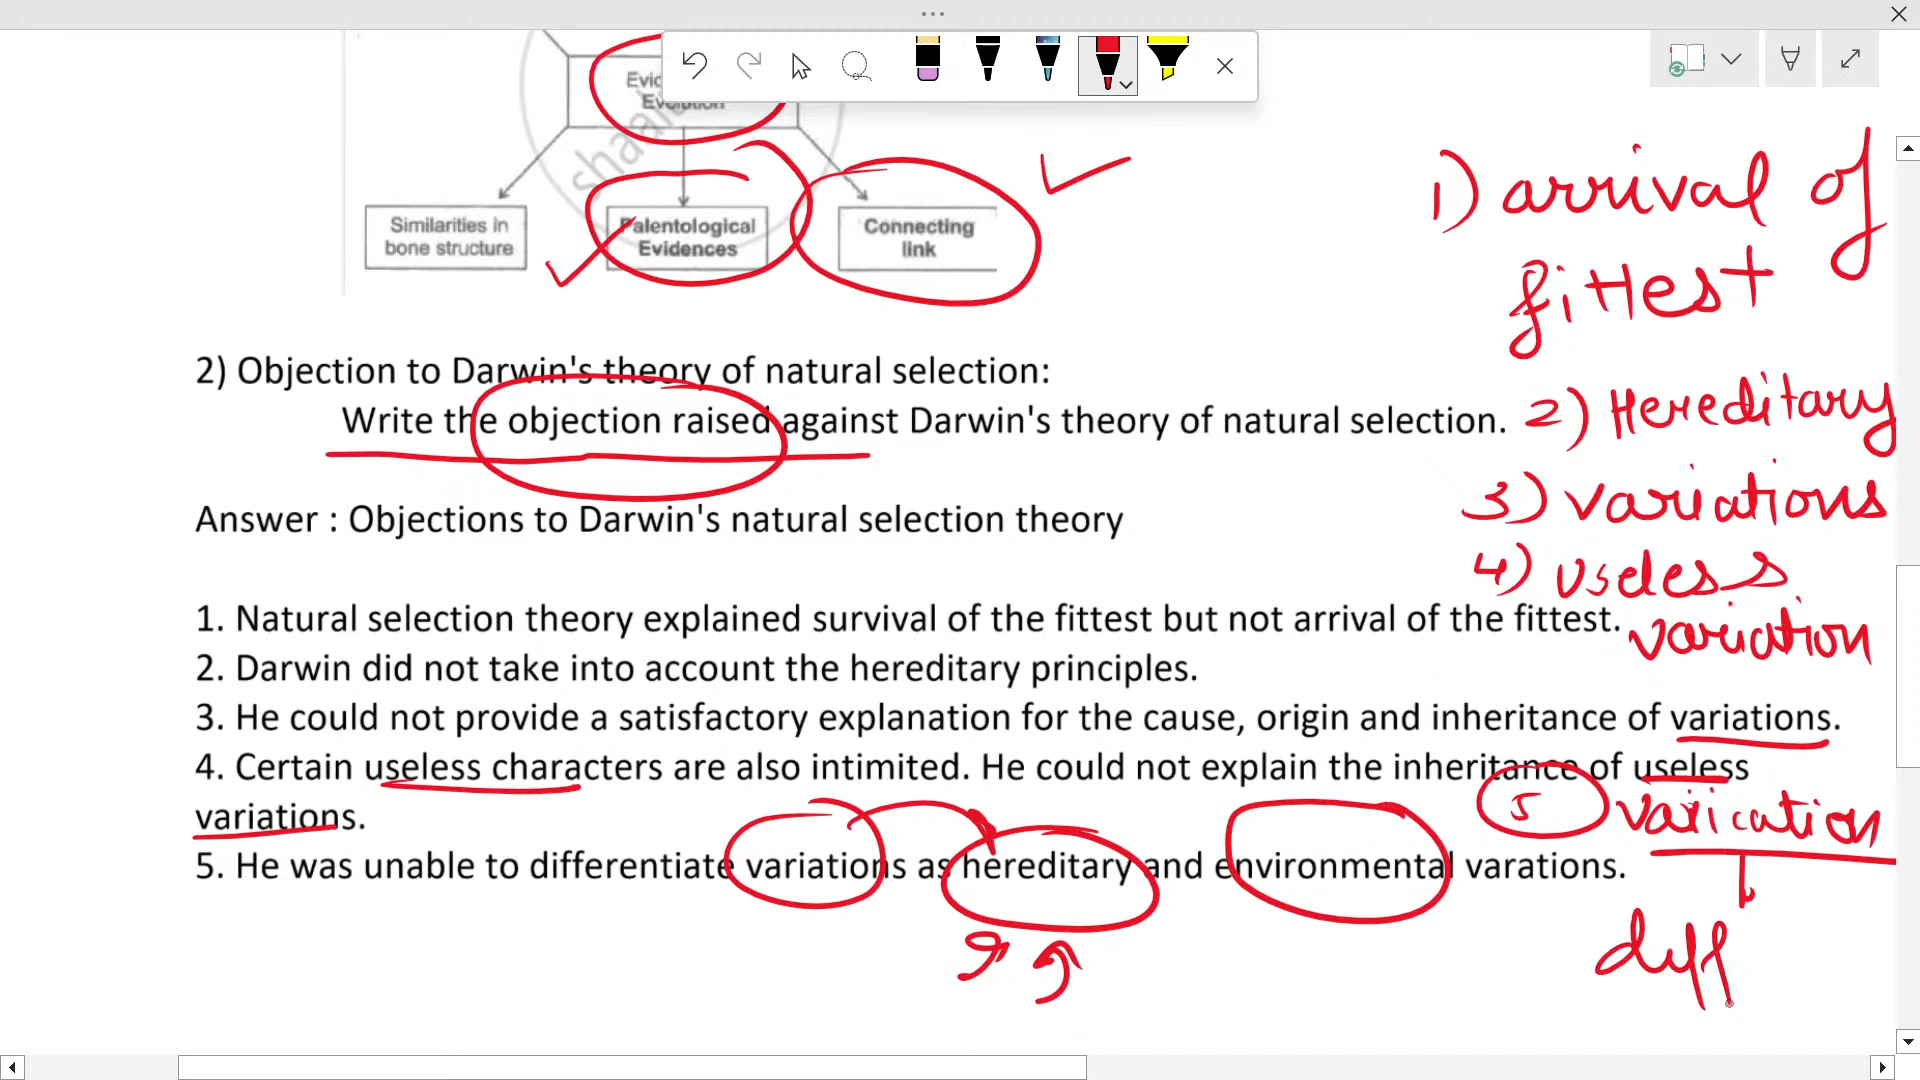 Evolution
shaal
Similarities in
bone structure
Palentological
Evidences
Connecting
link
1) arrival of
fittest
2) Objection to Darwin's theory of natural selection:
Write the objection raised against Darwin's theory of natural selection.
2) Hereditary
3) variations
Answer : Objections to Darwin's natural selection theory
4) useless
variation
1. Natural selection theory explained survival of the fittest but not arrival of the fittest.
2. Darwin did not take into account the hereditary principles.
3. He could not provide a satisfactory explanation for the cause, origin and inheritance of variations.
4. Certain useless characters are also intimited. He could not explain the inheritance of useless
variations.
5 varication
5. He was unable to differentiate variations as hereditary and environmental varations.
diff